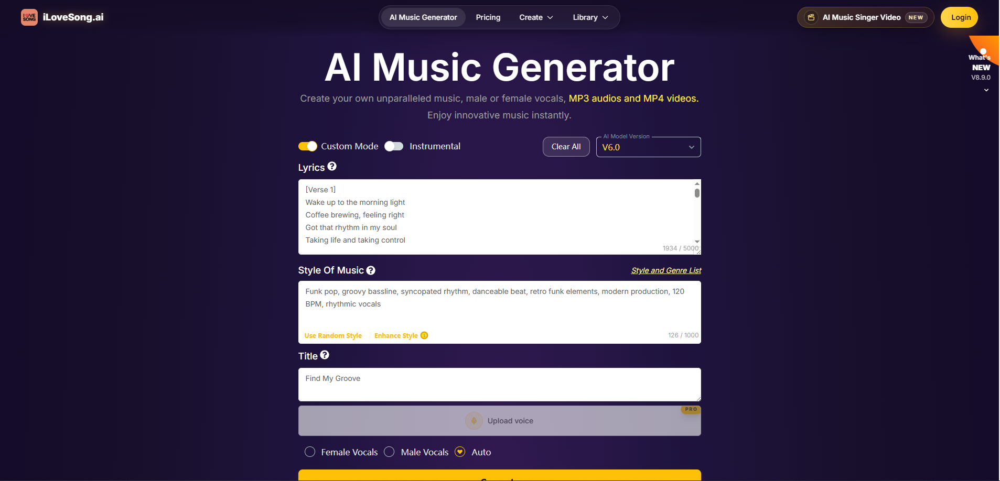 I LOVE SONG
iLoveSong.ai
AI Music Generator
Pricing
Create
Library
AI Music Singer Video NEW
Login
What's
NEW
V8.9.0
AI Music Generator
Create your own unparalleled music, male or female vocals, MP3 audios and MP4 videos.
Enjoy innovative music instantly.
Custom Mode
Instrumental
Clear All
AI Model Version
V6.0
Lyrics
[Verse 1]
Wake up to the morning light
Coffee brewing, feeling right
Got that rhythm in my soul
Taking life and taking control
1934 / 5000
Style Of Music
Style and Genre List
Funk pop, groovy bassline, syncopated rhythm, danceable beat, retro funk elements, modern production, 120
BPM, rhythmic vocals
Use Random Style
Enhance Style
126 / 1000
Title
Find My Groove
PRO
Upload voice
Female Vocals
Male Vocals
Auto